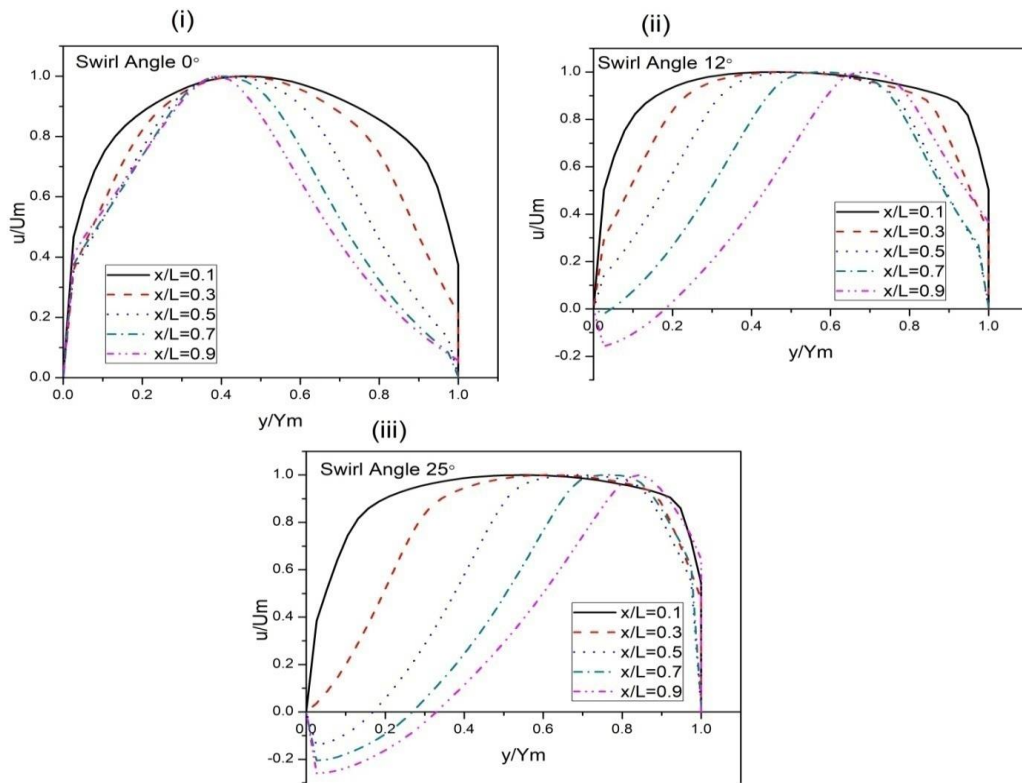 (i)
Swirl Angle 0°
u/Um
1.0
0.8
0.6
0.4
0.2
0.0
x/L=0.1
x/L=0.3
x/L=0.5
x/L=0.7
x/L=0.9
0.0 0.2 0.4 0.6 0.8 1.0
y/Ym
(ii)
Swirl Angle 12°
u/Um
1.0
0.8
0.6
0.4
0.2
0.0
-0.2
x/L=0.1
x/L=0.3
x/L=0.5
x/L=0.7
x/L=0.9
0.0 0.2 0.4 0.6 0.8 1.0
y/Ym
(iii)
Swirl Angle 25°
u/Um
1.0
0.8
0.6
0.4
0.2
0.0
-0.2
x/L=0.1
x/L=0.3
x/L=0.5
x/L=0.7
x/L=0.9
0.0 0.2 0.4 0.6 0.8 1.0
y/Ym